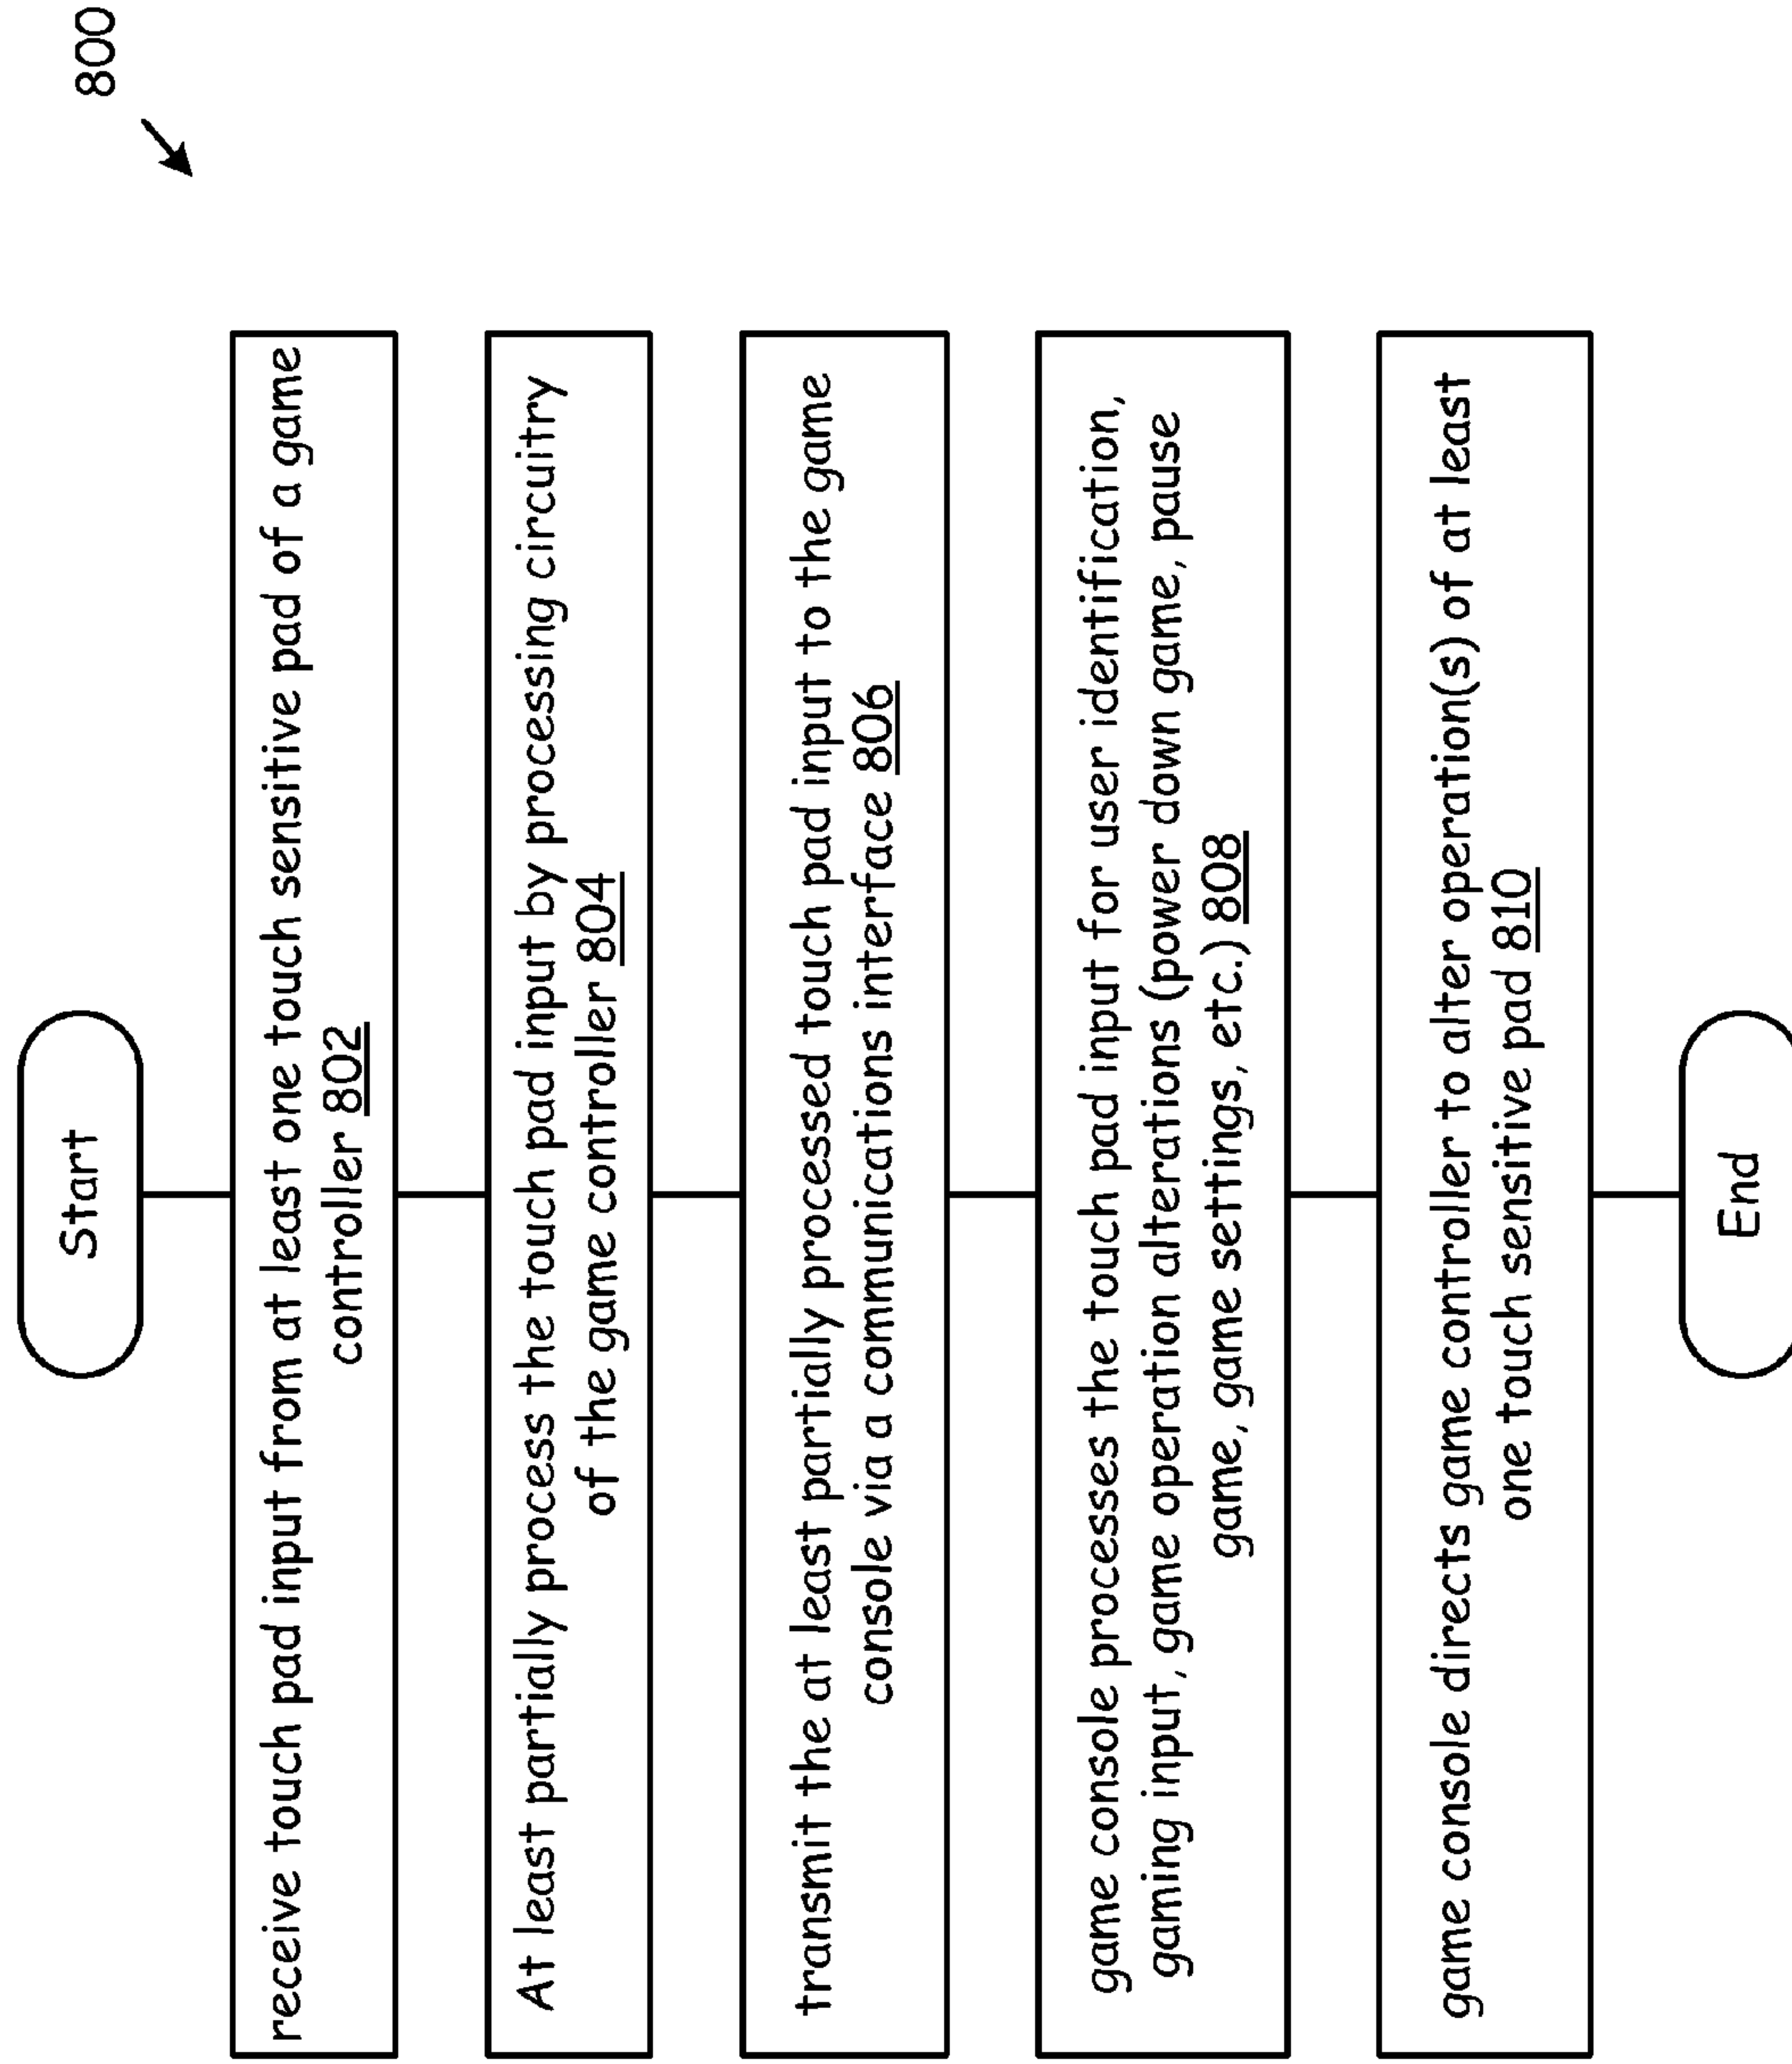 800
Start
receive touch pad input from at least one touch sensitive pad of a game
controller 802
At least partially process the touch pad input by processing circuitry
of the game controller 804
transmit the at least partially processed touch pad input to the game
console via a communications interface 806
game console processes the touch pad input for user identification,
gaming input, game operation alterations (power down game, pause
game, game settings, etc.) 808
game console directs game controller to alter operation(s) of at least
one touch sensitive pad 810
End